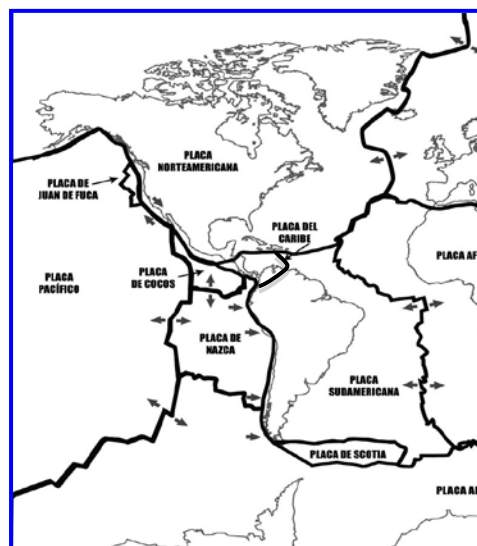 PLACA
NORTEAMERICANA
PLACA DE
JUAN DE FUCA
PLACA DEL
CARIBE
PLACA
DE COCOS
PLACA
PACÍFICO
PLACA AF
PLACA DE
NAZCA
PLACA
SUDAMERICANA
PLACA DE SCOTIA
PLACA A